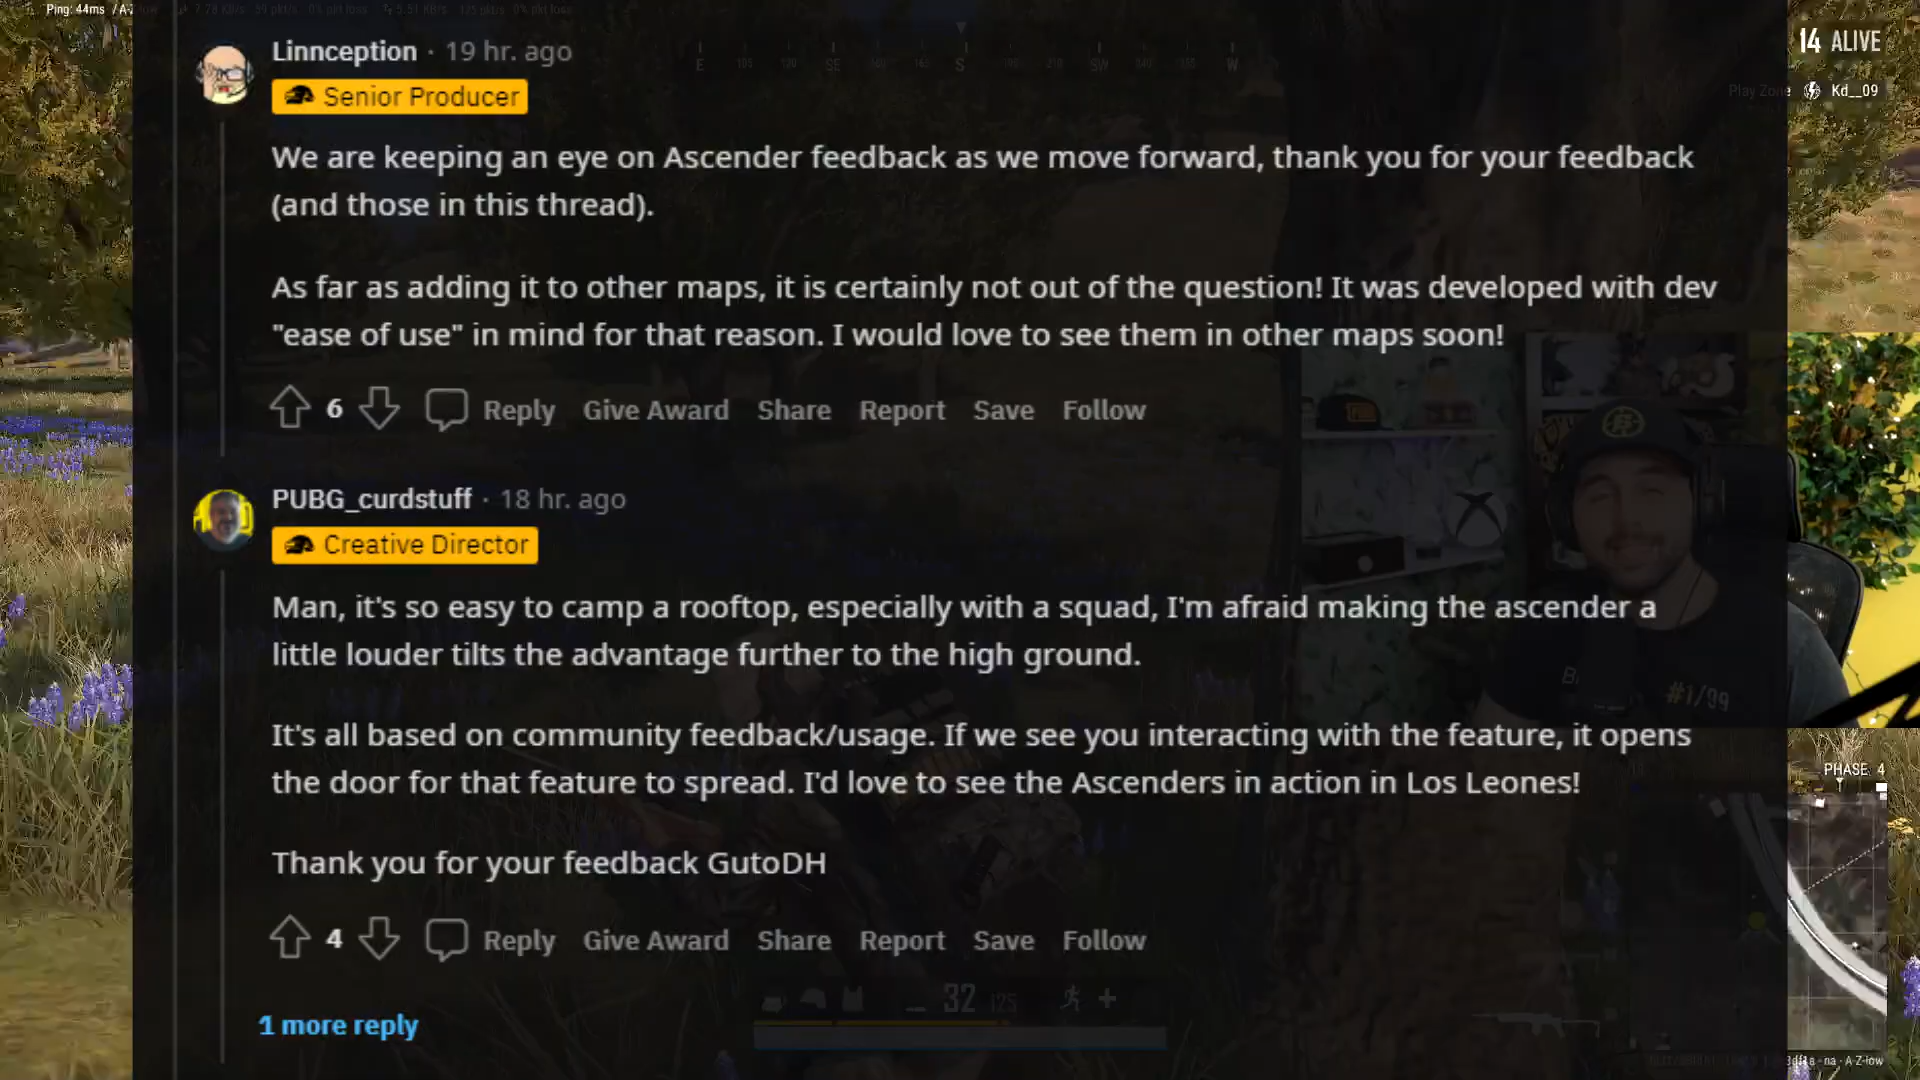 Ping: 44ms
14 ALIVE
Linnception · 19 hr. ago
Senior Producer
Play Zone Kd__09
We are keeping an eye on Ascender feedback as we move forward, thank you for your feedback
(and those in this thread).
As far as adding it to other maps, it is certainly not out of the question! It was developed with dev
"ease of use" in mind for that reason. I would love to see them in other maps soon!
6 Reply Give Award Share Report Save Follow
PUBG_curdstuff · 18 hr. ago
Creative Director
Man, it's so easy to camp a rooftop, especially with a squad, I'm afraid making the ascender a
little louder tilts the advantage further to the high ground.
#1/99
It's all based on community feedback/usage. If we see you interacting with the feature, it opens
the door for that feature to spread. I'd love to see the Ascenders in action in Los Leones!
PHASE 4
Thank you for your feedback GutoDH
4 Reply Give Award Share Report Save Follow
32 125
1 more reply